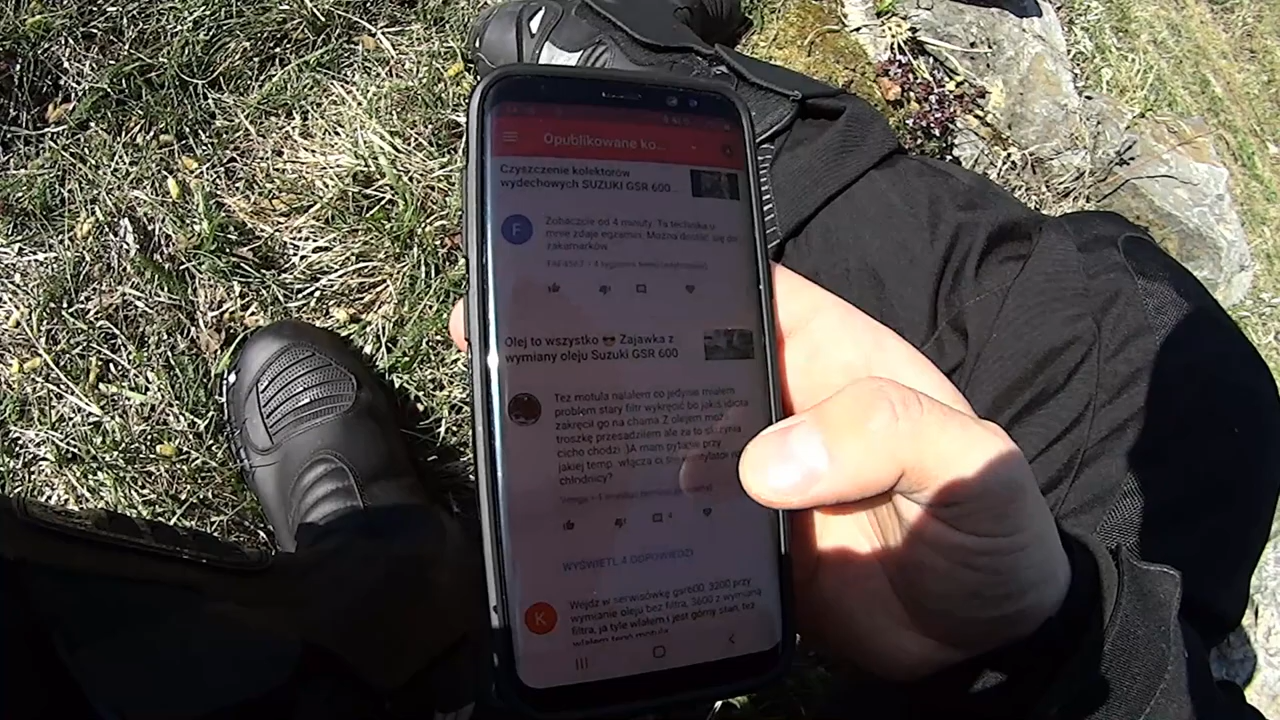 Opublikowane ko...
Czyszczenie kolektorów
wydechowych SUZUKI GSR 600...
F
Zobaczcie od 4 minuty. Ta technika u
mnie zdaje egzamin. Można dostać się do
zakamarków
Olej to wszystko 😎 Zajawka z
wymiany oleju Suzuki GSR 600
Tez motula nalałem co jedynie miałem
problem stary filtr wykręcić bo jakiś idiota
zakręcił go na chama. Z olejem moz
troszkę przesadziłem ale za to skrzynia
cicho chodzi :)A mam pytanie przy
jakiej temp. włącza ci się
chłodnicy?
4
WYŚWIETL 4 ODPOWIEDZI
K
Wejdz w serwisówkę gsr600, 3200 przy
wymianie oleju bez filtra, 3600 z wymianą
filtra, ja tyle wlałem i jest górny stan, też
wlałem tego motula